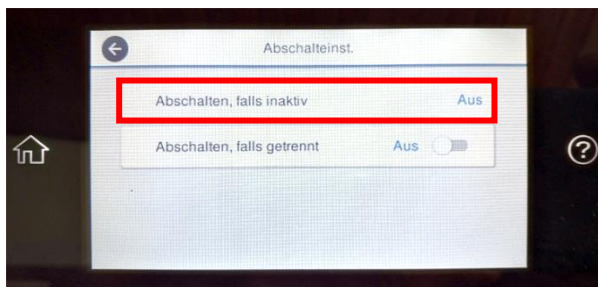 Abschalteinst.
Abschalten, falls inaktiv Aus
Abschalten, falls getrennt Aus
?